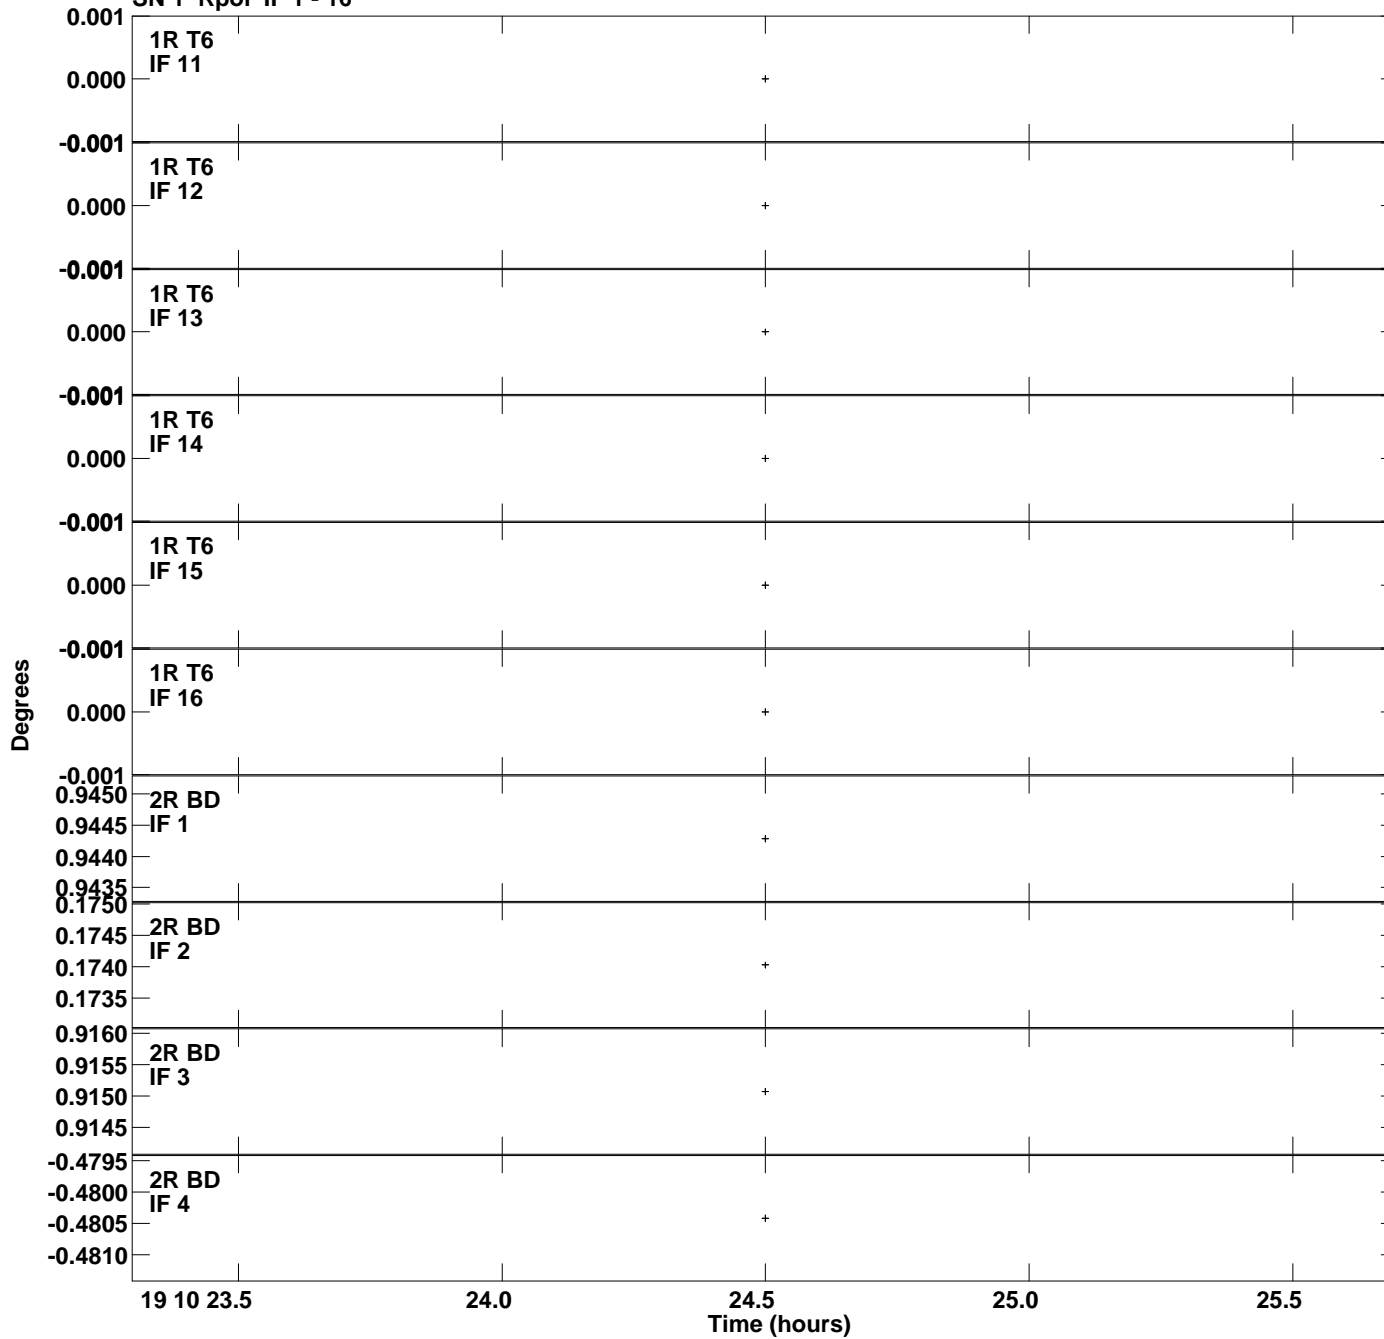 SN 1 Rpol IF 1 - 16
0.001
1R T6
IF 11
0.000
-0.001
1R T6
IF 12
0.000
-0.001
1R T6
IF 13
0.000
-0.001
1R T6
IF 14
0.000
-0.001
1R T6
IF 15
0.000
-0.001
1R T6
IF 16
0.000
-0.001
Degrees
0.9450
2R BD
IF 1
0.9445
0.9440
0.9435
0.1750
2R BD
IF 2
0.1745
0.1740
0.1735
0.9160
2R BD
IF 3
0.9155
0.9150
0.9145
-0.4795
2R BD
IF 4
-0.4800
-0.4805
-0.4810
19 10 23.5 24.0 24.5 25.0 25.5
Time (hours)